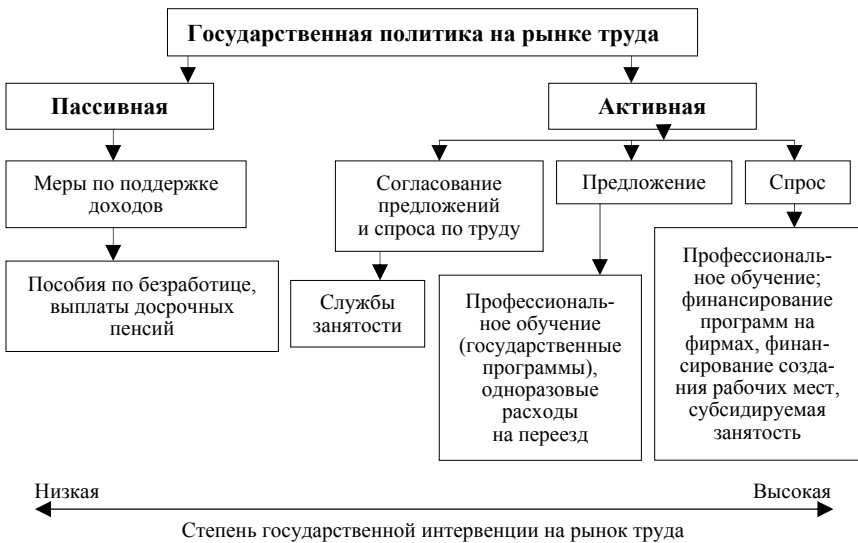 Государственная политика на рынке труда
Пассивная
Активная
Меры по поддержке
доходов
Согласование
предложений
и спроса по труду
Предложение
Спрос
Пособия по безработице,
выплаты досрочных
пенсий
Службы
занятости
Профессиональ-
ное обучение
(государственные
программы),
одноразовые
расходы
на переезд
Профессиональ-
ное обучение;
финансирование
программ на
фирмах, финан-
сирование созда-
ния рабочих мест,
субсидируемая
занятость
Низкая
Высокая
Степень государственной интервенции на рынок труда